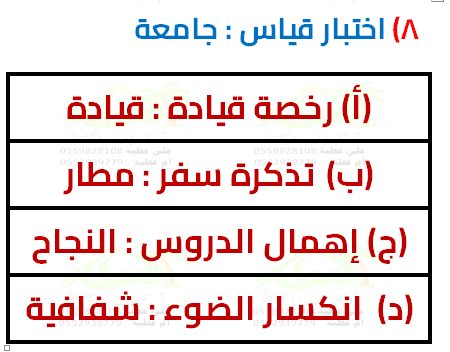 ٨) اختبار قياس : جامعة
(أ) رخصة قيادة : قيادة
(ب) تذكرة سفر : مطار
(ج) إهمال الدروس : النجاح
(د) انكسار الضوء : شفافية